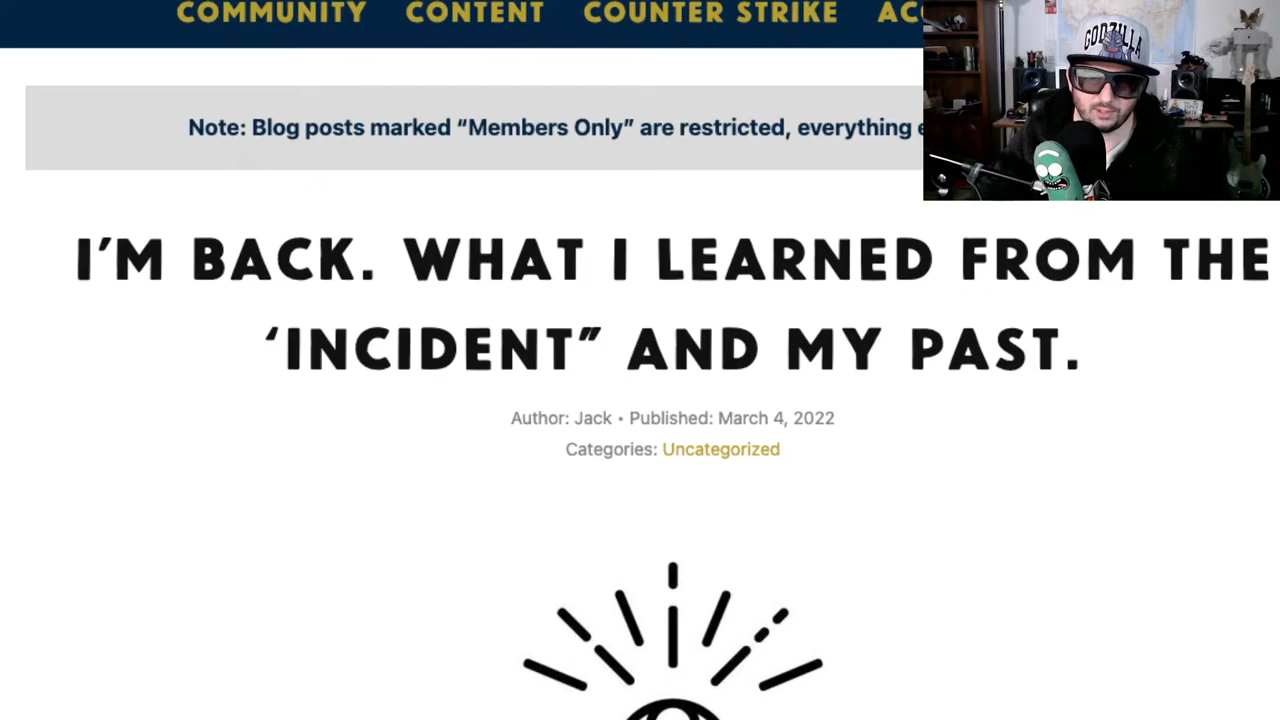 COMMUNITY CONTENT COUNTER STRIKE
Note: Blog posts marked “Members Only” are restricted, everything
GODZILLA
I’M BACK. WHAT I LEARNED FROM THE
‘INCIDENT” AND MY PAST.
Author: Jack • Published: March 4, 2022
Categories: Uncategorized